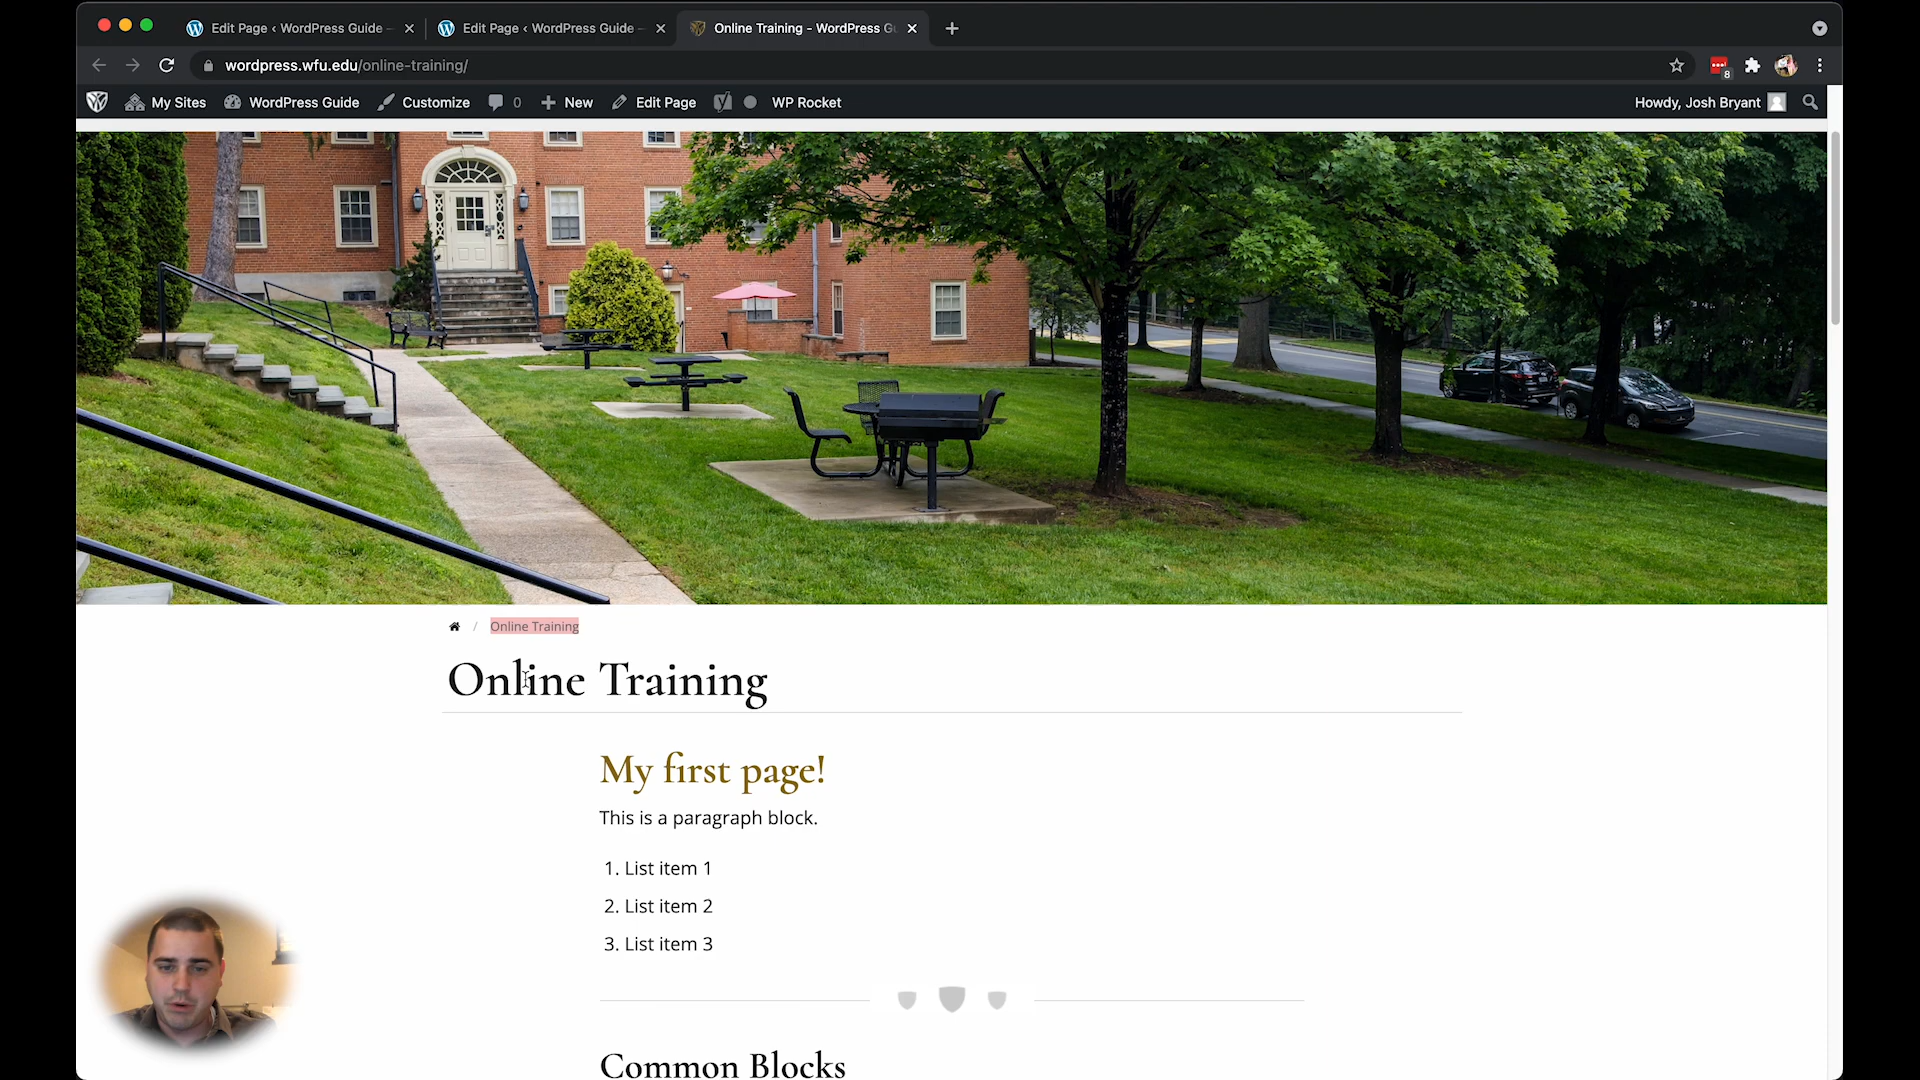 Edit Page ‹ WordPress Guide –
Edit Page ‹ WordPress Guide –
Online Training - WordPress Gu
wordpress.wfu.edu/online-training/
8
My Sites
WordPress Guide
Customize
0
New
Edit Page
WP Rocket
Howdy, Josh Bryant
/ Online Training
Online Training
My first page!
This is a paragraph block.
1. List item 1
2. List item 2
3. List item 3
Common Blocks